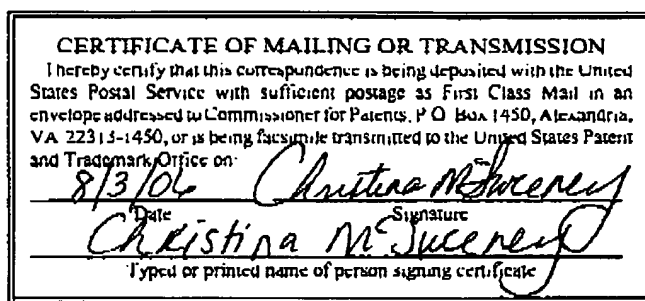 CERTIFICATE OF MAILING OR TRANSMISSION
I hereby certify that this correspondence is being deposited with the United
States Postal Service with sufficient postage as First Class Mail in an
envelope addressed to Commissioner for Patents, P O Box 1450, Alexandria,
VA 22313-1450, or is being facsimile transmitted to the United States Patent
and Trademark Office on:
8/3/06 Christina McSweeney
Date Signature
Christina McSweeney
Typed or printed name of person signing certificate